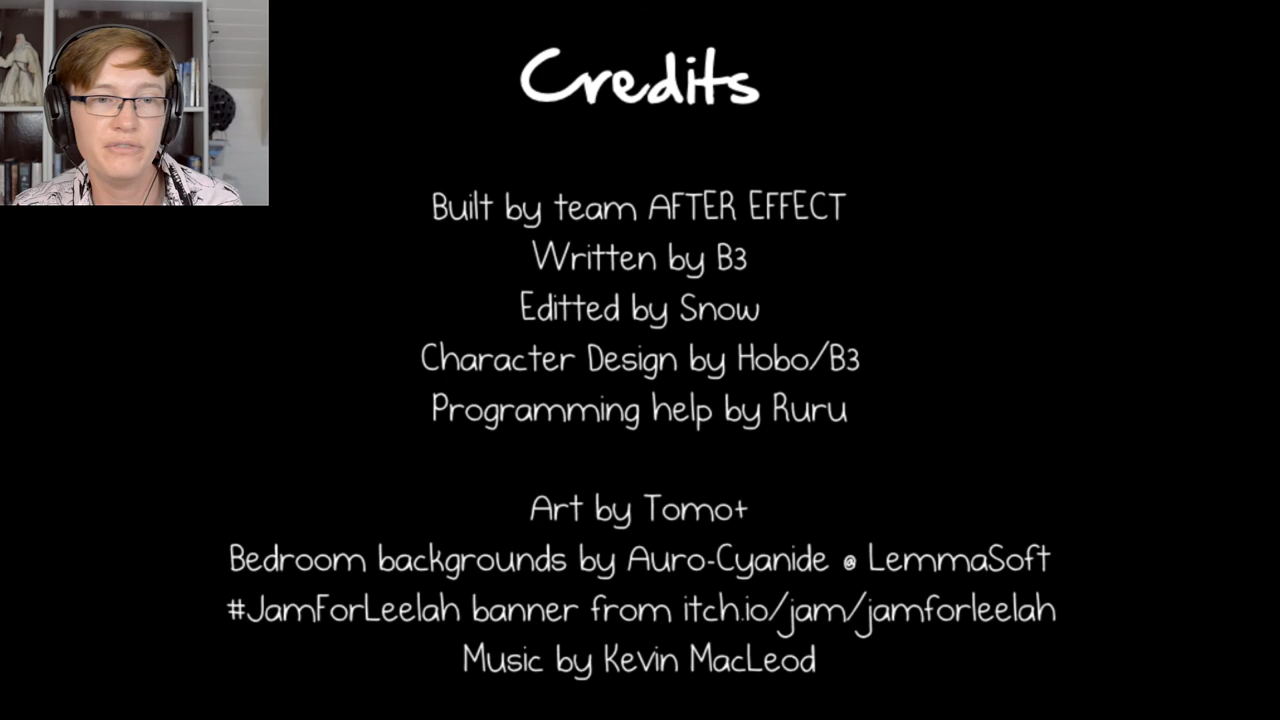 Credits
Built by team AFTER EFFECT
Written by B3
Editted by Snow
Character Design by Hobo/B3
Programming help by Ruru
Art by Tomo+
Bedroom backgrounds by Auro-Cyanide @ LemmaSoft
#JamForLeelah banner from itch.io/jam/jamforleelah
Music by Kevin MacLeod